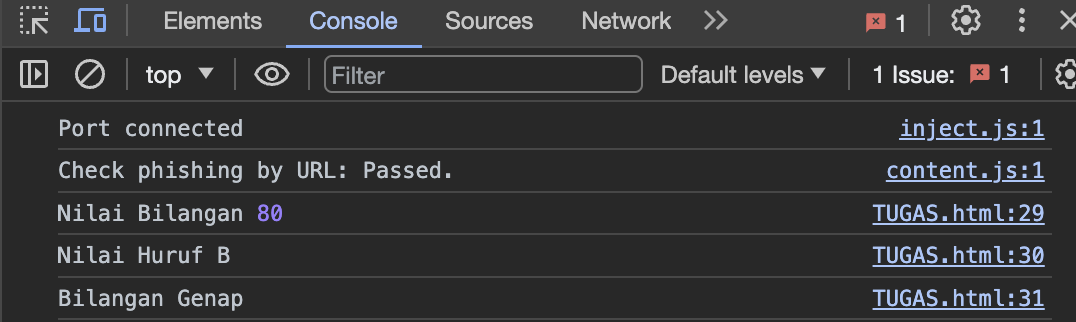 Elements Console Sources Network 1
top Filter Default levels 1 Issue: 1
Port connected inject.js:1
Check phishing by URL: Passed. content.js:1
Nilai Bilangan 80 TUGAS.html:29
Nilai Huruf B TUGAS.html:30
Bilangan Genap TUGAS.html:31